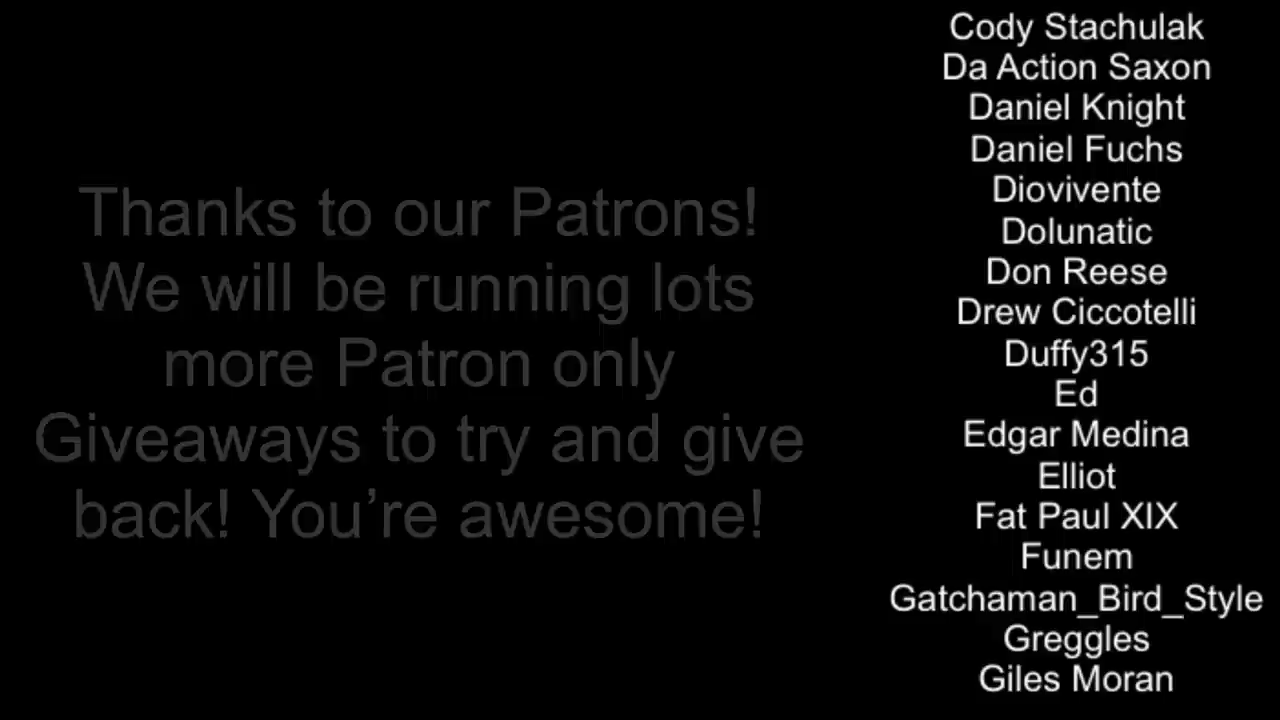 Thanks to our Patrons!
We will be running lots
more Patron only
Giveaways to try and give
back! You’re awesome!
Cody Stachulak
Da Action Saxon
Daniel Knight
Daniel Fuchs
Diovivente
Dolunatic
Don Reese
Drew Ciccotelli
Duffy315
Ed
Edgar Medina
Elliot
Fat Paul XIX
Funem
Gatchaman_Bird_Style
Greggles
Giles Moran